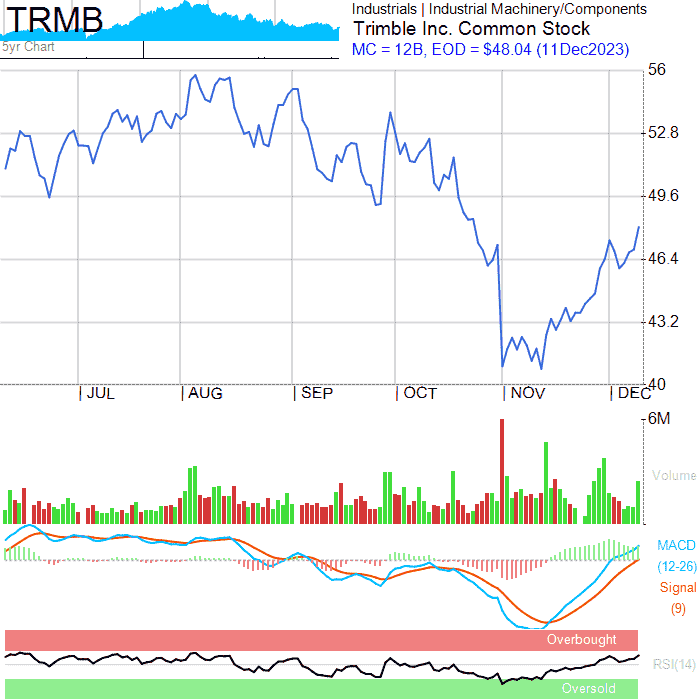 TRMB
5yr Chart
Industrials | Industrial Machinery/Components
Trimble Inc. Common Stock
MC = 12B, EOD = $48.04 (11Dec2023)
56
52.8
49.6
46.4
43.2
40
JUL
AUG
SEP
OCT
NOV
DEC
6M
Volume
MACD
(12-26)
Signal
(9)
Overbought
RSI(14)
Oversold